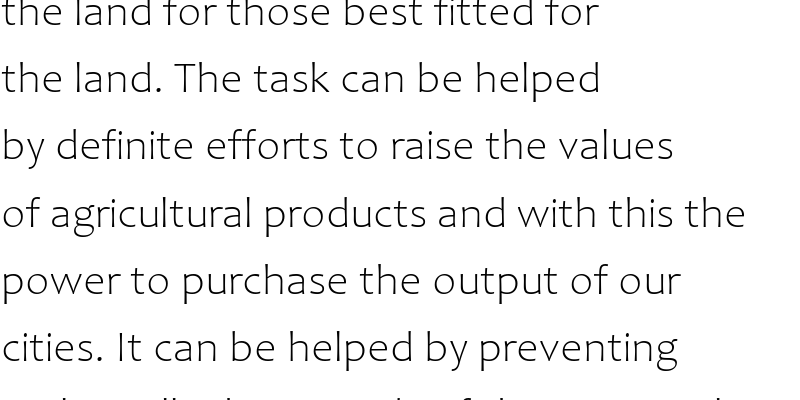 the land for those best fitted for
the land. The task can be helped
by definite efforts to raise the values
of agricultural products and with this the
power to purchase the output of our
cities. It can be helped by preventing